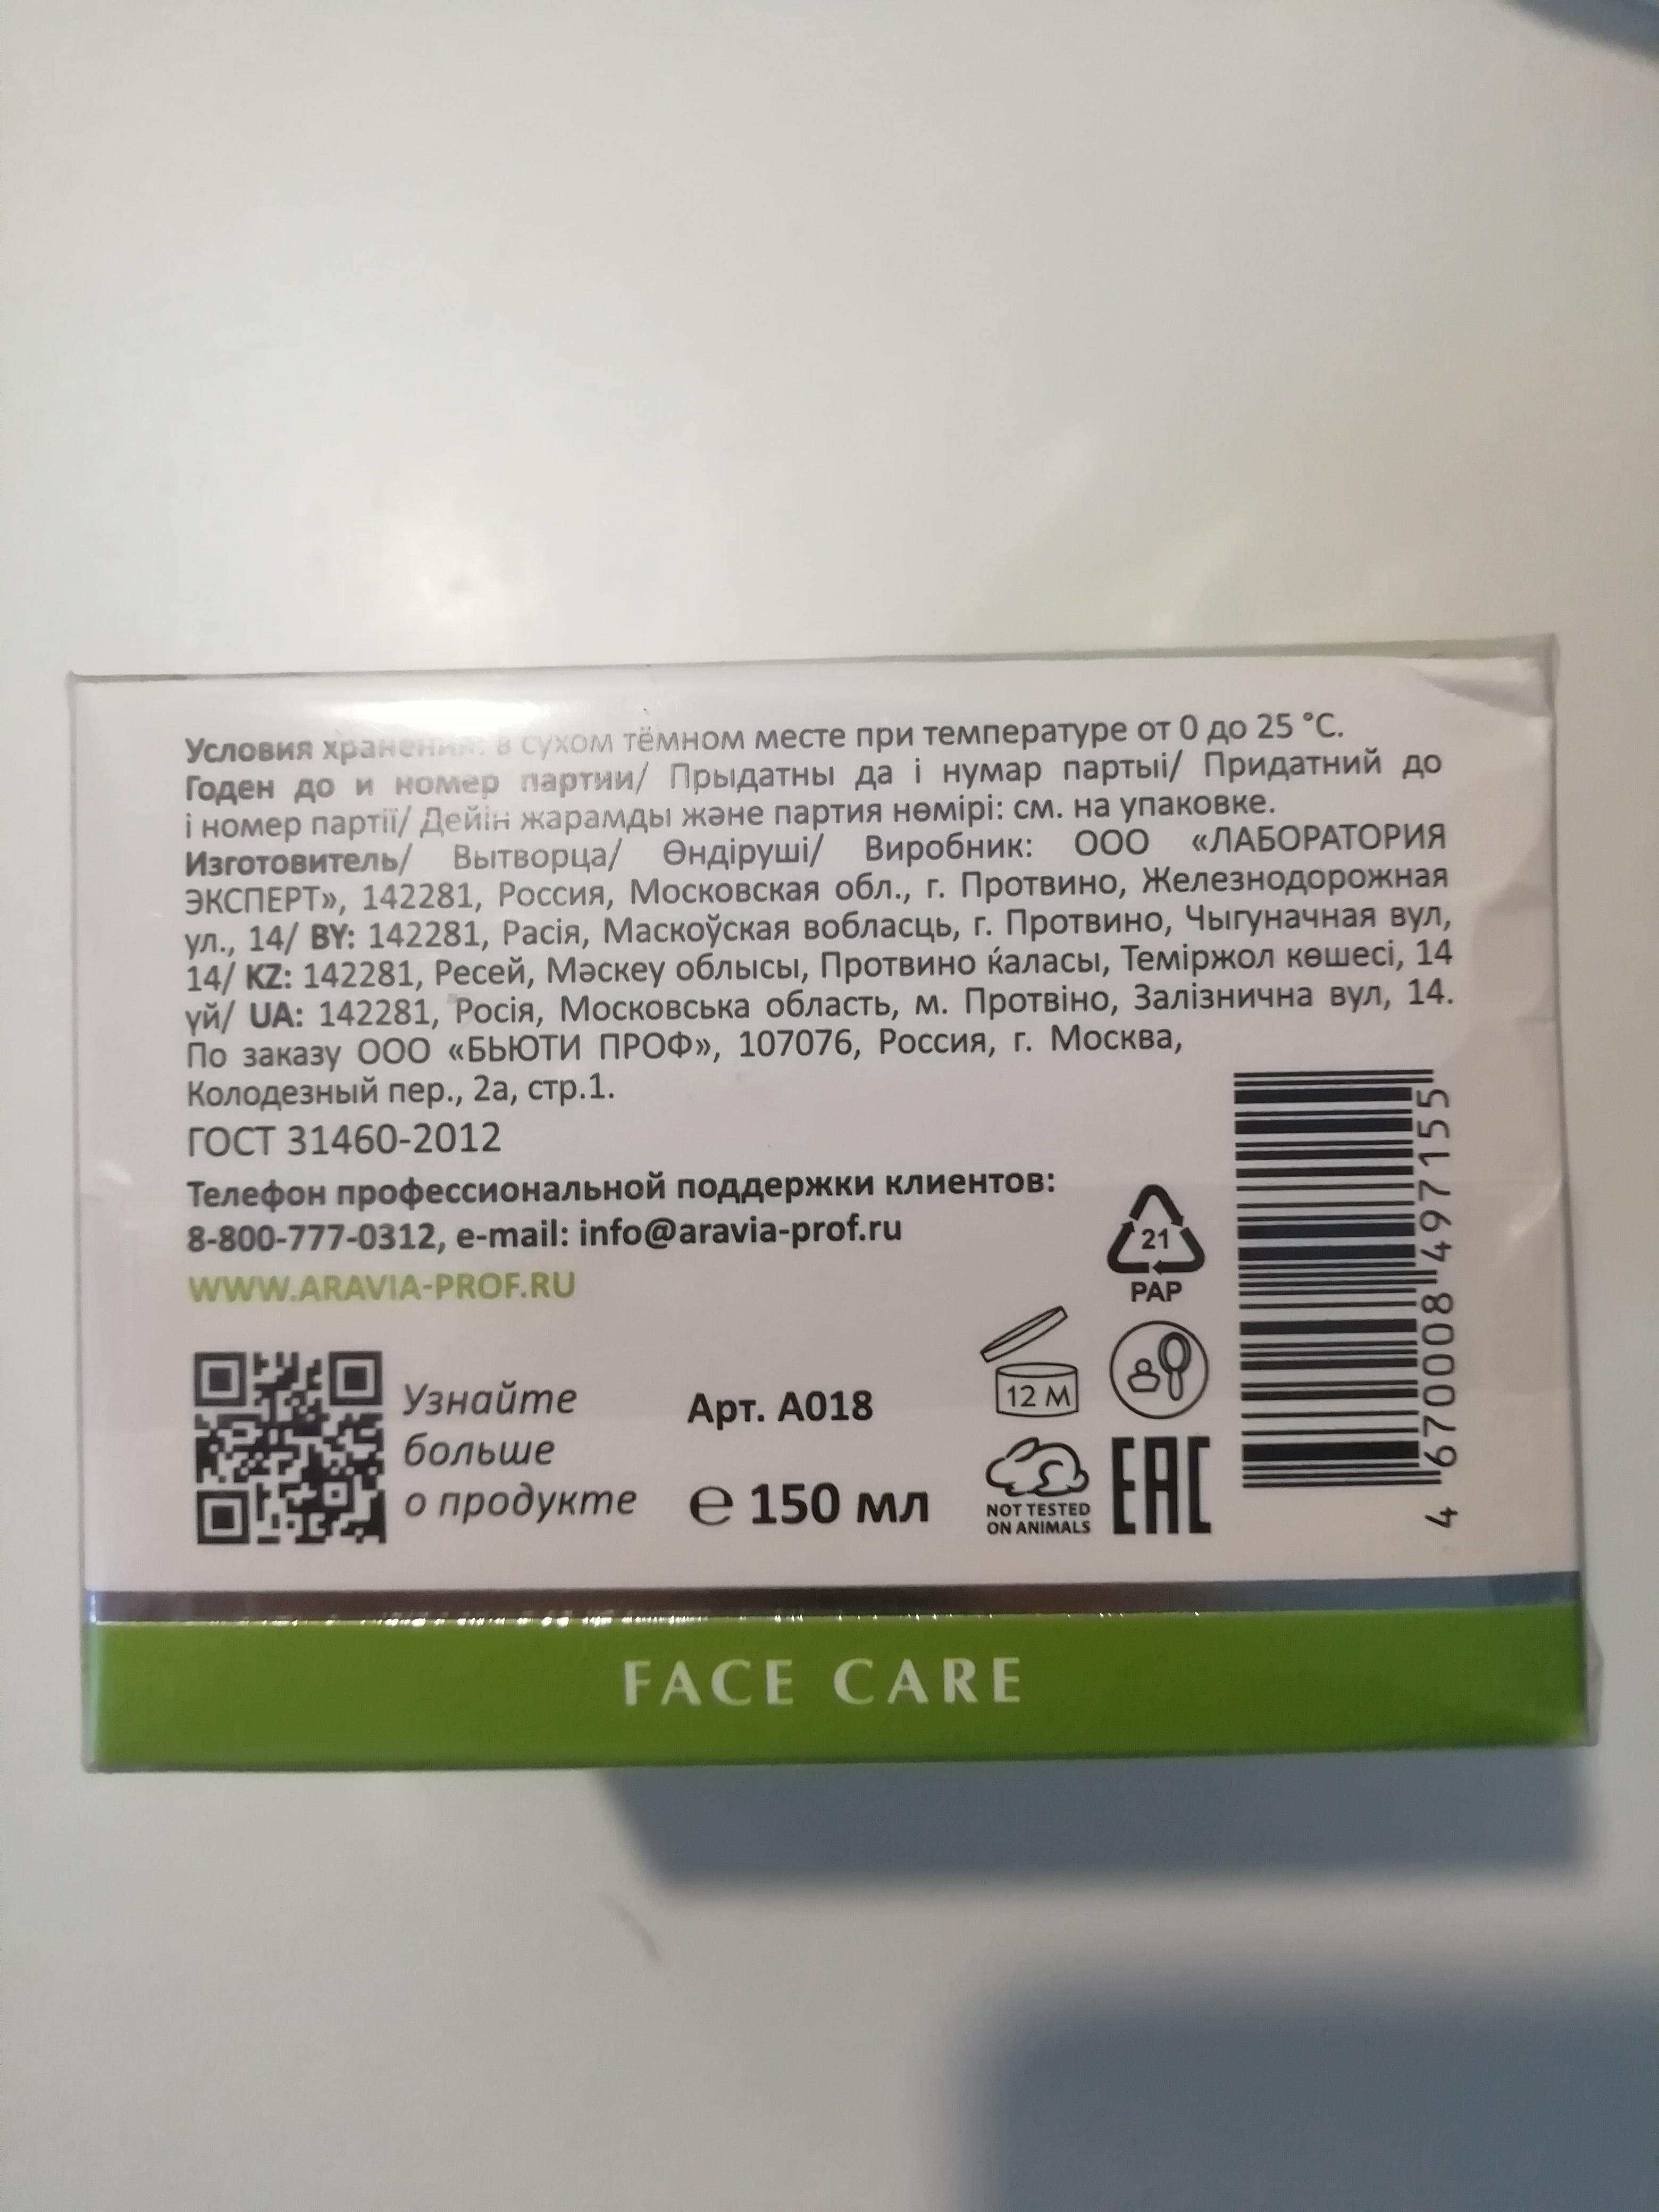 Условия хранения: в сухом тёмном месте при температуре от 0 до 25 °С.
Годен до и номер партии/ Прыдатны да і нумар партыі/ Придатний до
і номер партії/ Дейін жарамды және партия нөмірі: см. на упаковке.
Изготовитель/ Вытворца/ Өндіруші/ Виробник: ООО «ЛАБОРАТОРИЯ
ЭКСПЕРТ», 142281, Россия, Московская обл., г. Протвино, Железнодорожная
ул., 14/ BY: 142281, Расія, Маскоўская вобласць, г. Протвино, Чыгуначная вул,
14/ KZ: 142281, Ресей, Мәскеу облысы, Протвино ќаласы, Теміржол көшесі, 14
үй/ UA: 142281, Росія, Московська область, м. Протвіно, Залізнична вул, 14.
По заказу ООО «БЬЮТИ ПРОФ», 107076, Россия, г. Москва,
Колодезный пер., 2а, стр.1.
ГОСТ 31460-2012
Телефон профессиональной поддержки клиентов:
8-800-777-0312, e-mail: info@aravia-prof.ru
WWW.ARAVIA-PROF.RU
Узнайте
больше
о продукте
Арт. А018
℮ 150 мл
21
PAP
12 M
NOT TESTED
ON ANIMALS
EAC
4 670008 497155
FACE CARE